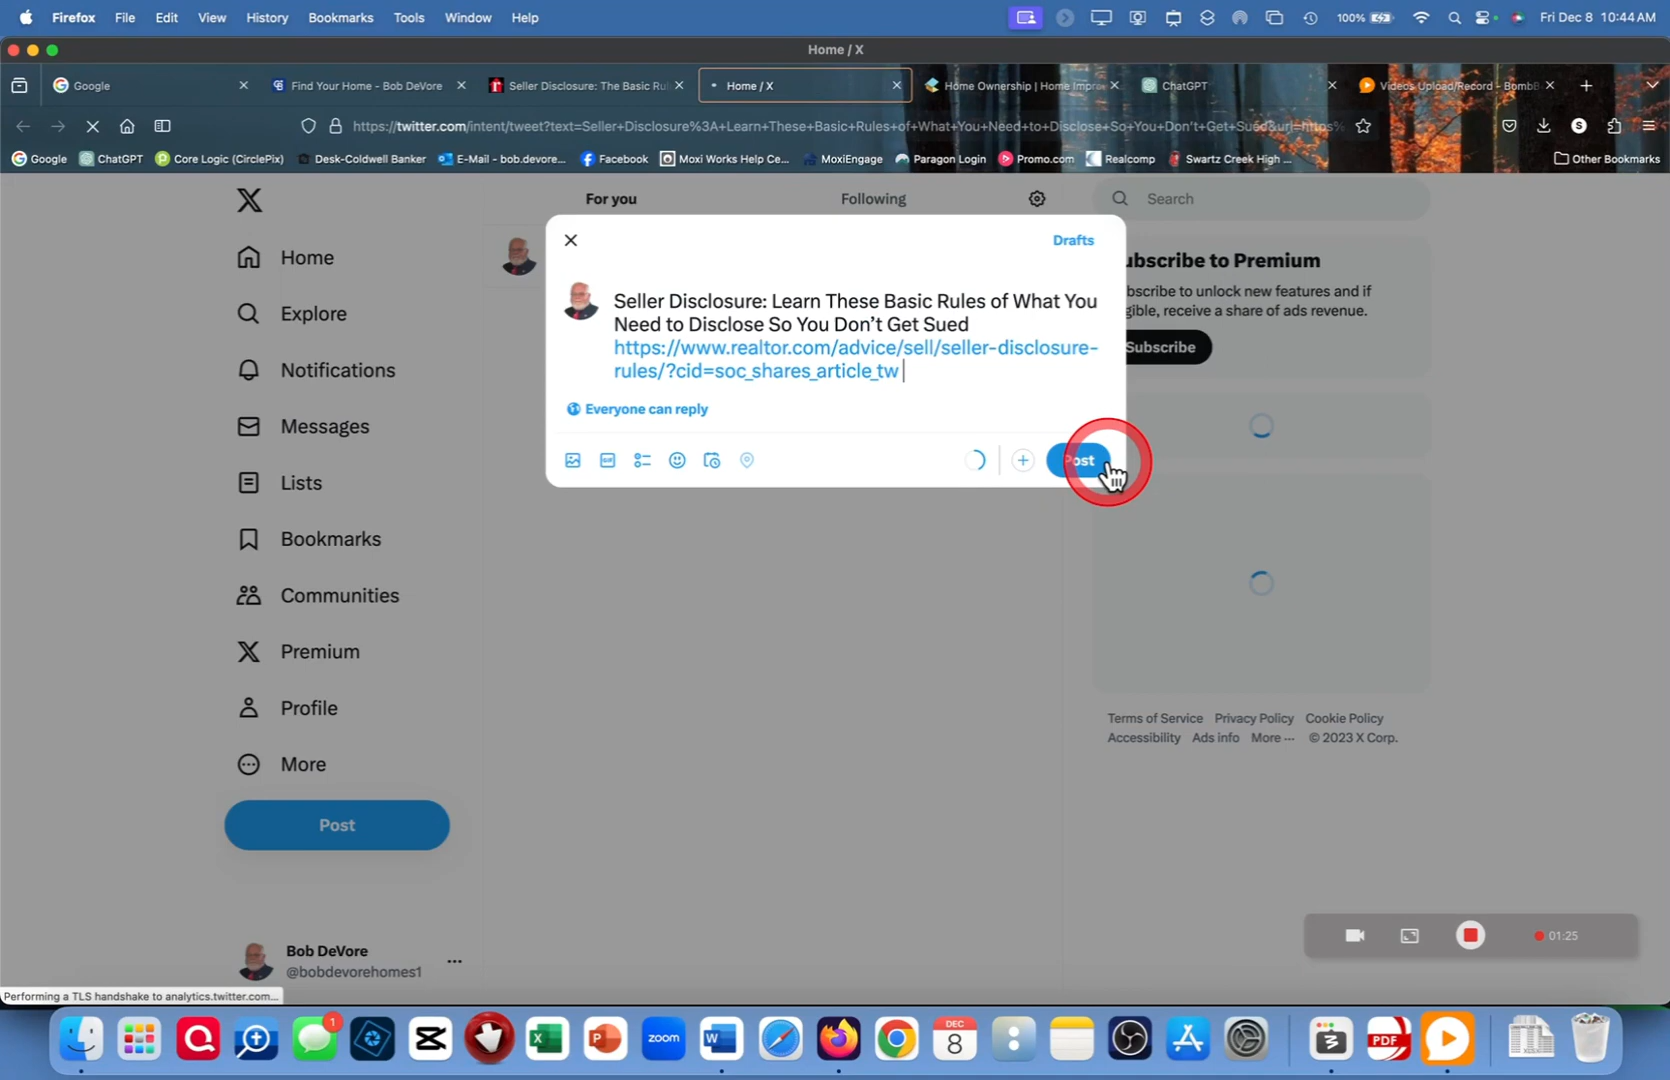 Firefox File Edit View History Bookmarks Tools Window Help 100% Fri Dec 8 10:44 AM
Home / X
Google Find Your Home - Bob DeVore Seller Disclosure: The Basic Ru Home / X Home Ownership | Home Impro ChatGPT Videos Upload/Record - BombB
https://twitter.com/intent/tweet?text=Seller+Disclosure%3A+Learn+These+Basic+Rules+of+What+You+Need+to+Disclose+So+You+Don't+Get+Sued&url=https%
Google ChatGPT Core Logic (CirclePix) Desk-Coldwell Banker E-Mail - bob.devore... Facebook Moxi Works Help Ce... MoxiEngage Paragon Login Promo.com Realcomp Swartz Creek High ... Other Bookmarks
For you Following Search
Drafts
Home
Explore
Notifications
Messages
Lists
Bookmarks
Communities
Premium
Profile
More
Post
Bob DeVore
@bobdevorehomes1
Seller Disclosure: Learn These Basic Rules of What You
Need to Disclose So You Don’t Get Sued
https://www.realtor.com/advice/sell/seller-disclosure-
rules/?cid=soc_shares_article_tw
Everyone can reply
Post
ubscribe to Premium
bscribe to unlock new features and if
gible, receive a share of ads revenue.
Subscribe
Terms of Service Privacy Policy Cookie Policy
Accessibility Ads info More ... © 2023 X Corp.
01:25
Performing a TLS handshake to analytics.twitter.com...
1
zoom
DEC
8
PDF